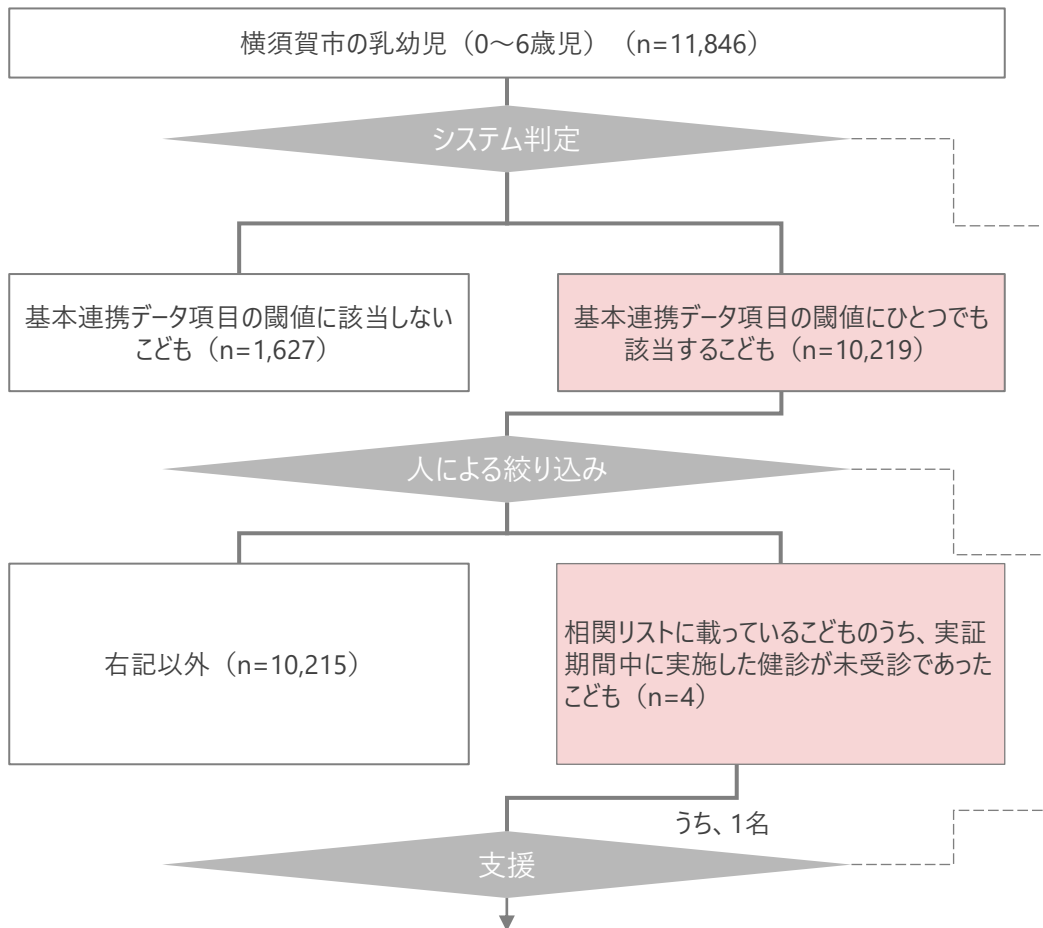 横須賀市の乳幼児（0～6歳児）（n=11,846）
システム判定
基本連携データ項目の閾値に該当しない
こども（n=1,627）
基本連携データ項目の閾値にひとつでも
該当するこども（n=10,219）
人による絞り込み
右記以外（n=10,215）
相関リストに載っているこどものうち、実証
期間中に実施した健診が未受診であった
こども（n=4）
うち、1名
支援